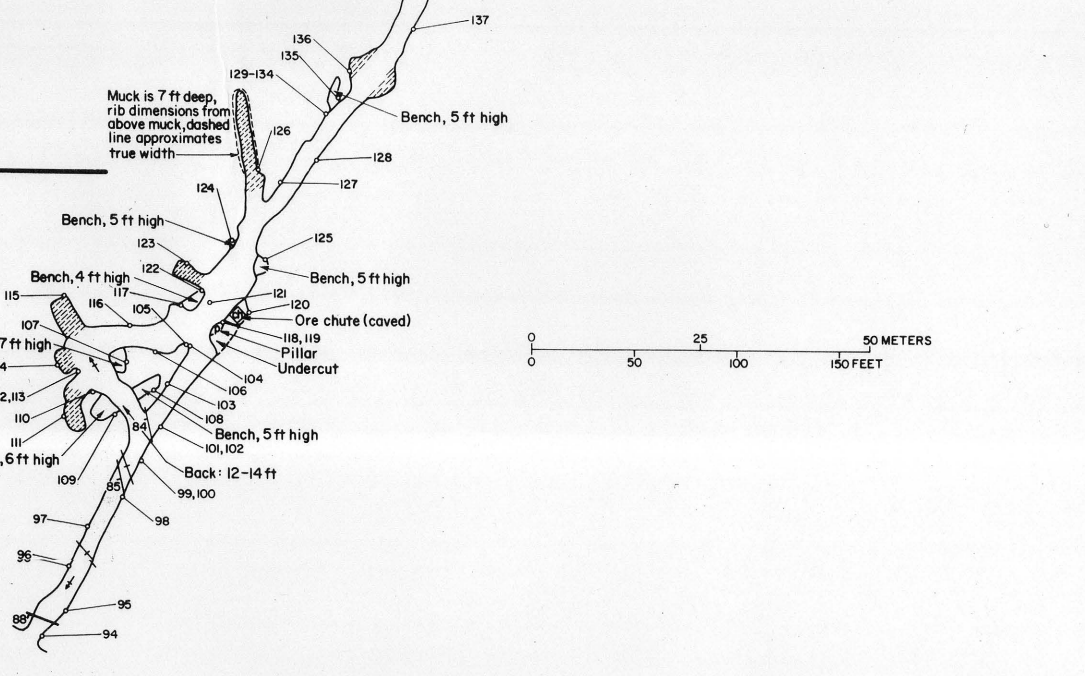 137
136
135
129-134
Muck is 7 ft deep,
rib dimensions from
above muck, dashed
line approximates
true width
126
Bench, 5 ft high
128
127
124
Bench, 5 ft high
123
125
122
Bench, 4 ft high
Bench, 5 ft high
115
117
121
116
105
120
107
Ore chute (caved)
7 ft high
118, 119
Pillar
Undercut
4
104
106
2, 113
103
110
108
84
Bench, 5 ft high
111
101, 102
, 6 ft high
109
Back: 12-14 ft
85
99, 100
97
98
96
95
88
94
0 25 50 METERS
0 50 100 150 FEET